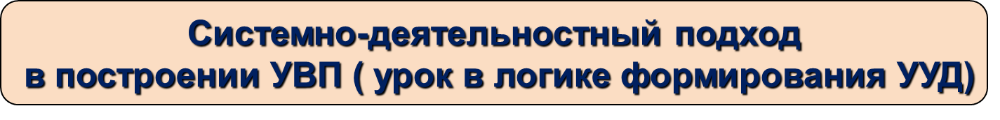 Системно-деятельностный подход
в построении УВП ( урок в логике формирования УУД)